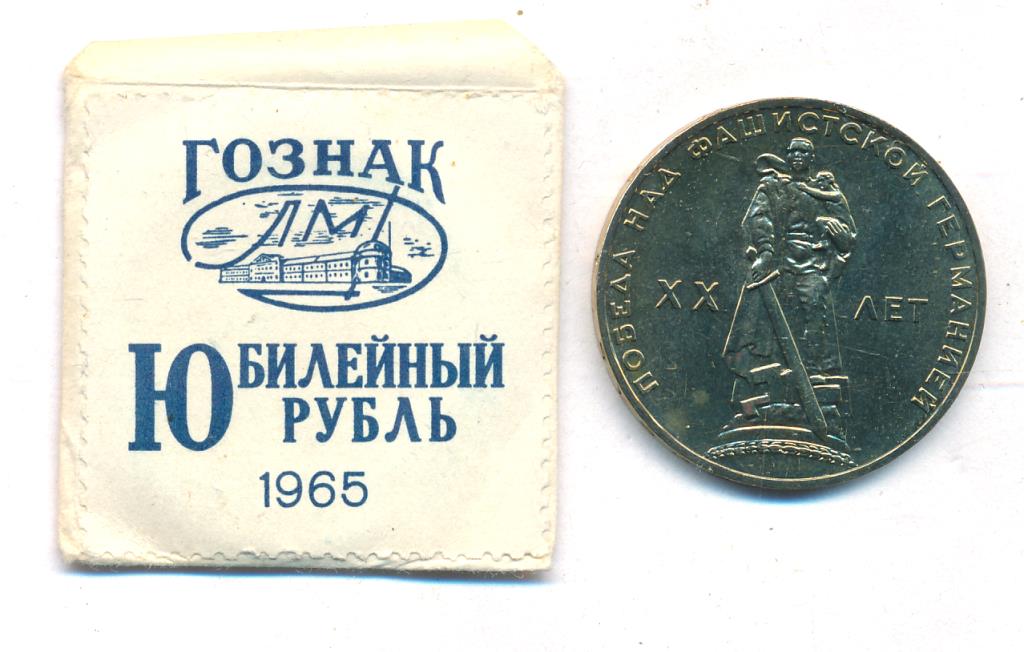 ГОЗНАК
ЛМ
ЮБИЛЕЙНЫЙ
РУБЛЬ
1965
ПОБЕДА НАД ФАШИСТСКОЙ ГЕРМАНИЕЙ
XX ЛЕТ